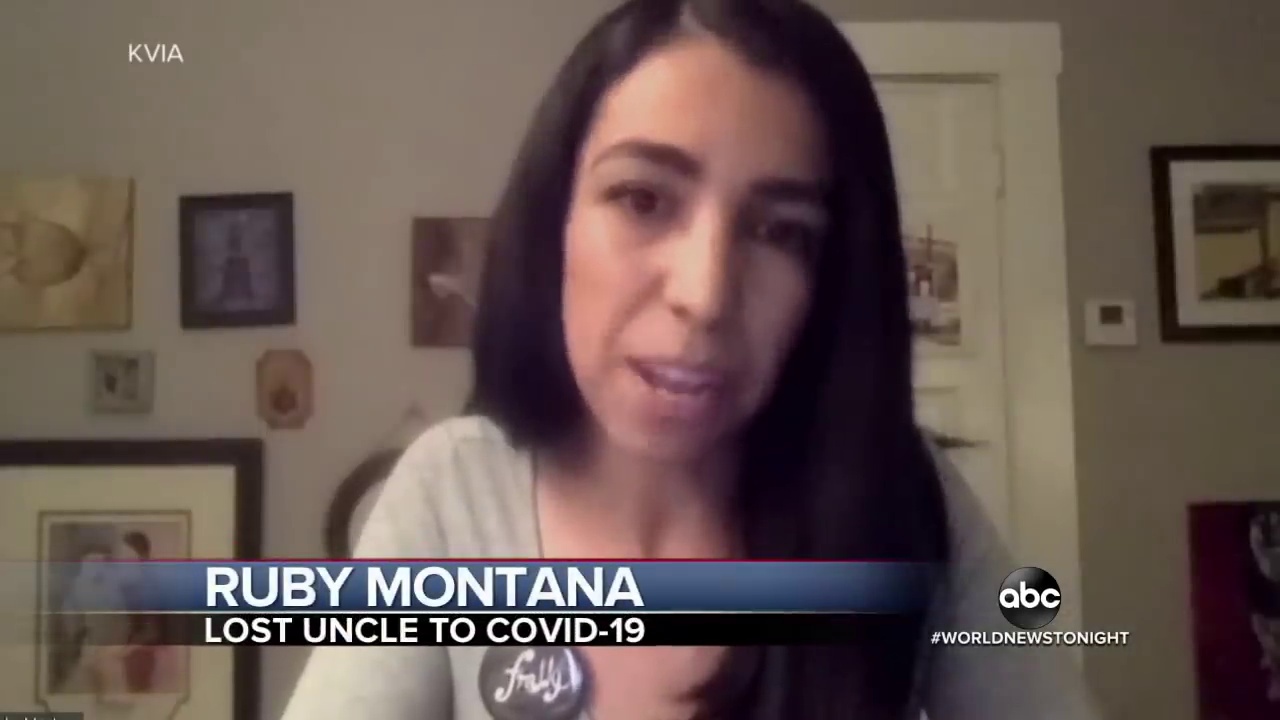 KVIA
RUBY MONTANA
LOST UNCLE TO COVID-19
abc
#WORLDNEWSTONIGHT